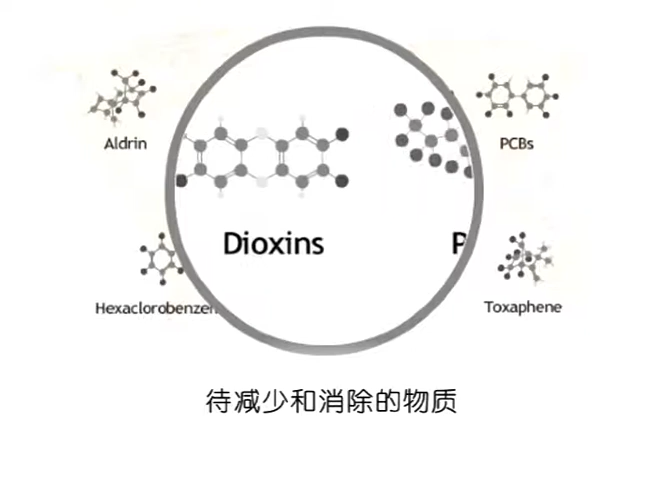 Aldrin
PCBs
Dioxins
P
Hexaclorobenzen
Toxaphene
待减少和消除的物质